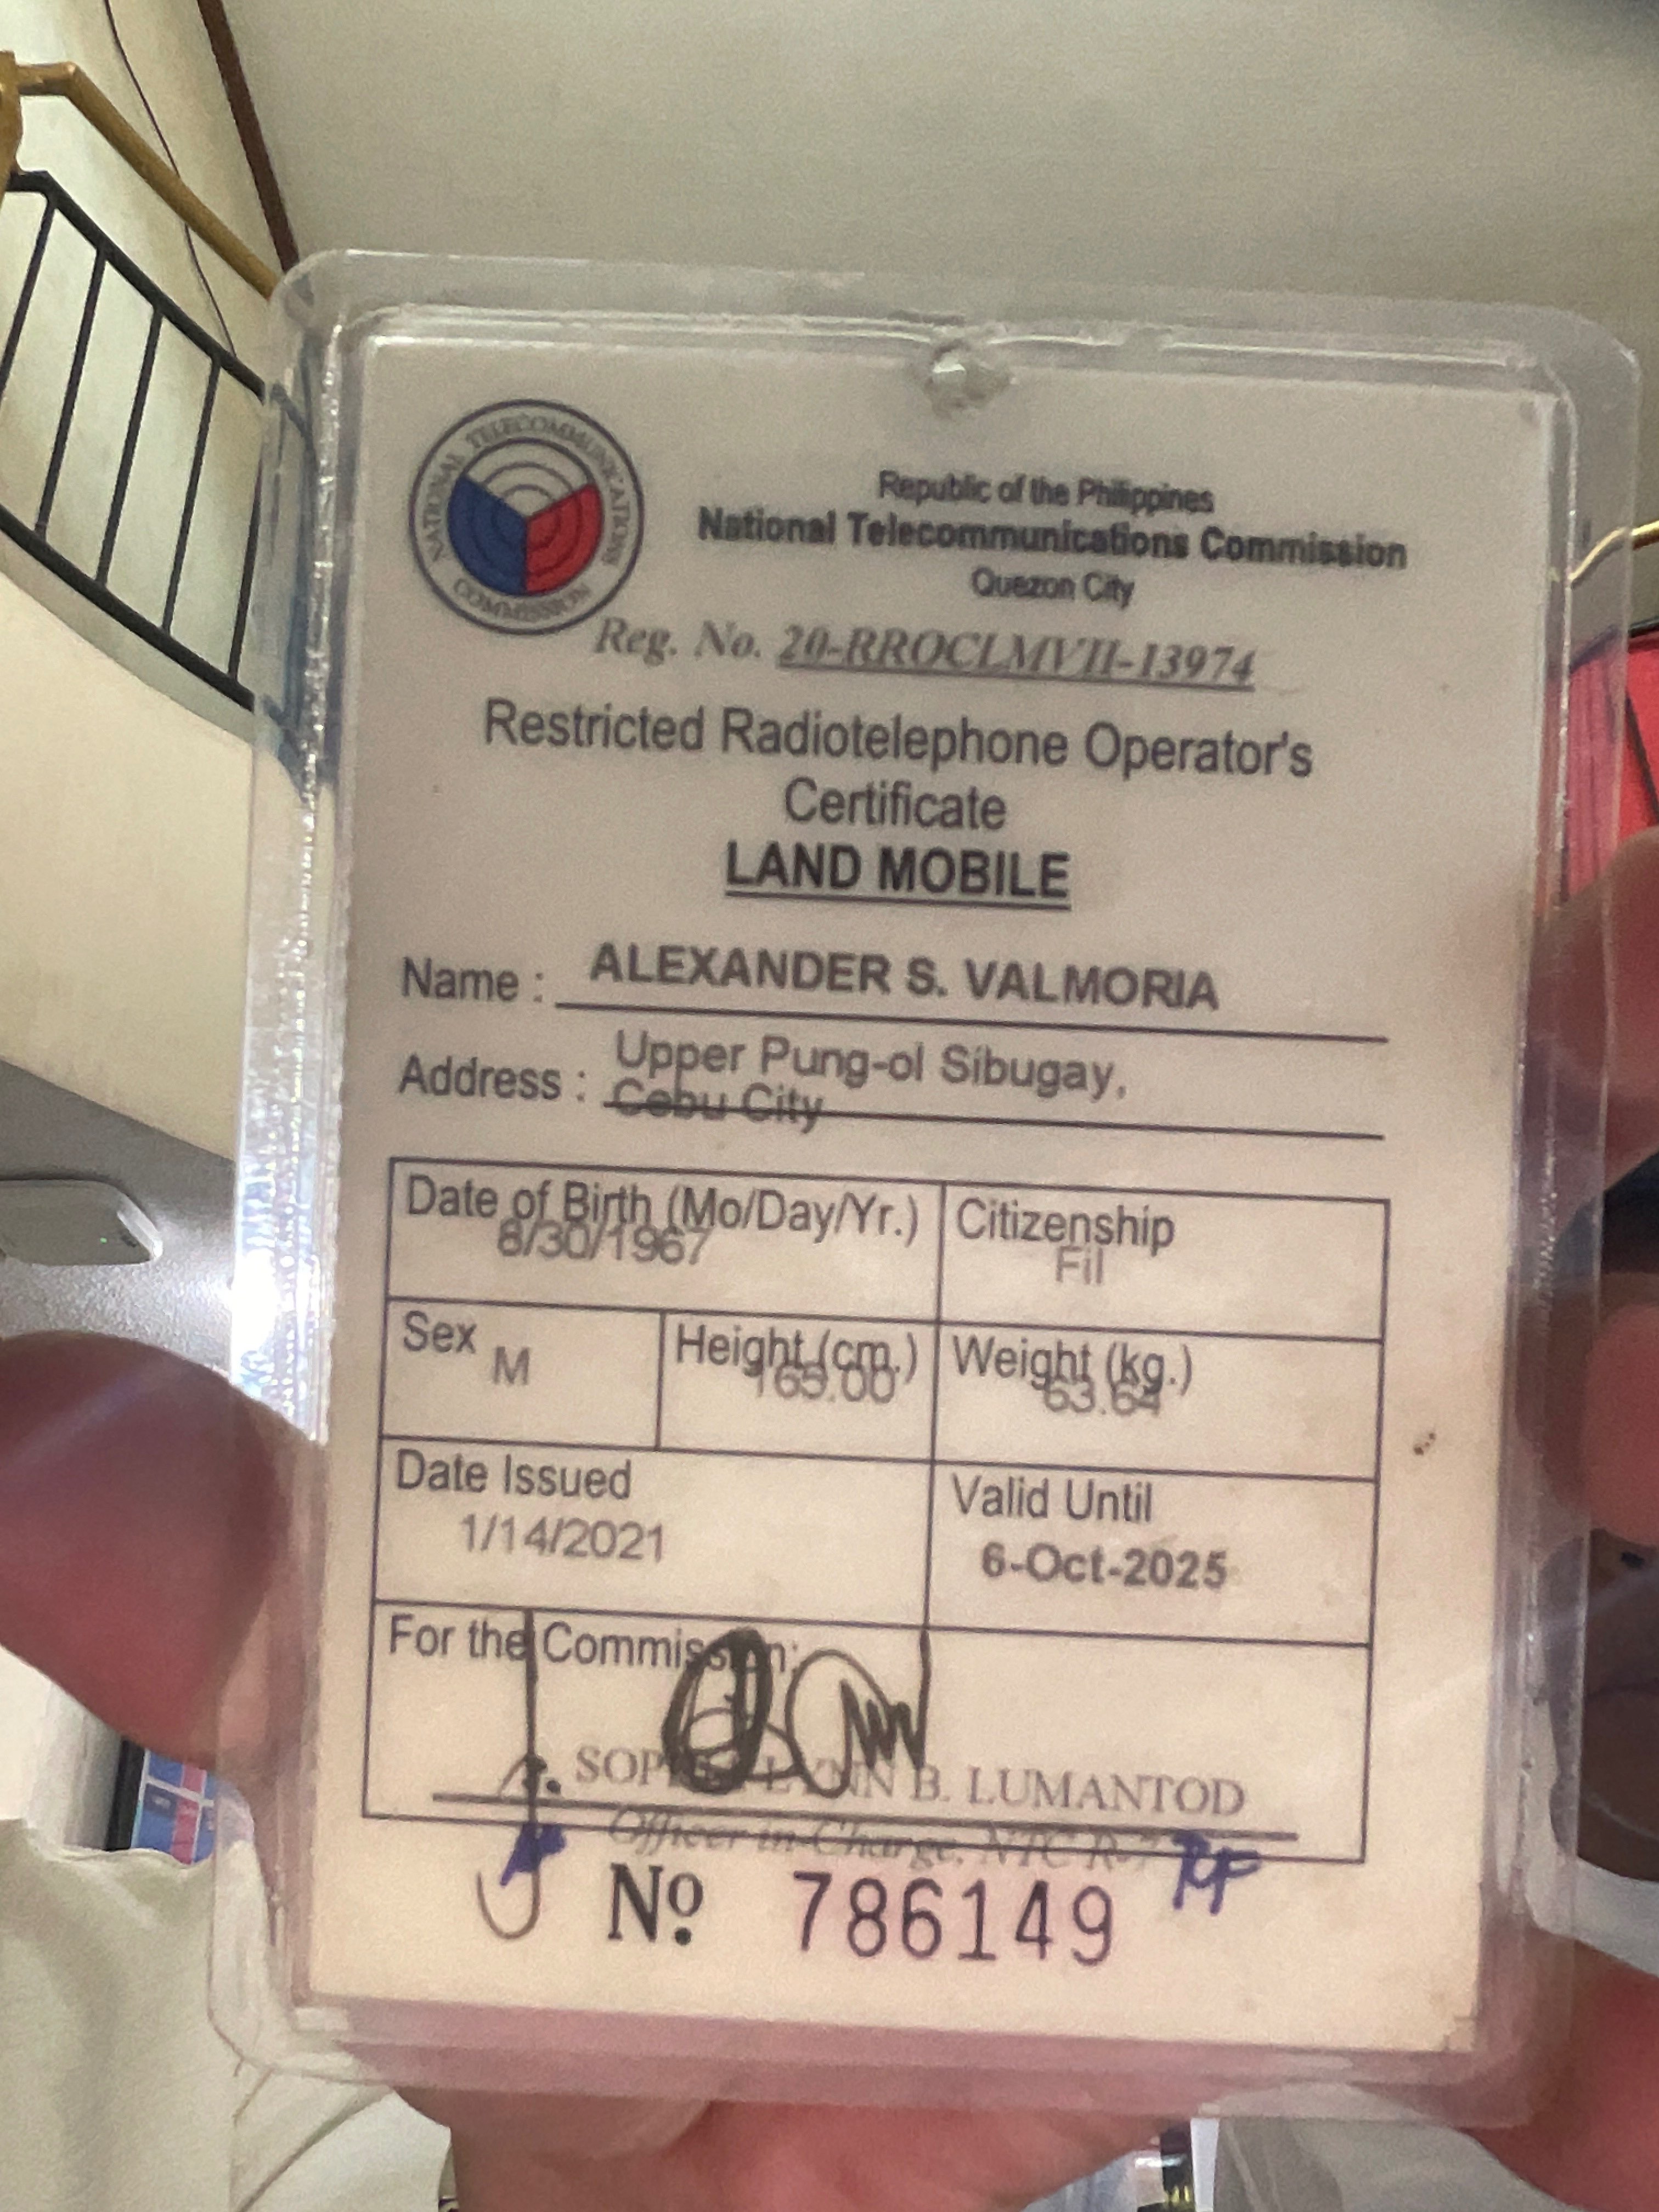 NATIONAL TELECOMMUNICATIONS COMMISSION
Republic of the Philippines
National Telecommunications Commission
Quezon City
Reg. No. 20-RROCLMVII-13974
Restricted Radiotelephone Operator's
Certificate
LAND MOBILE
Name : ALEXANDER S. VALMORIA
Address : Upper Pung-ol Sibugay,
Cebu City
Date of Birth (Mo/Day/Yr.) Citizenship
8/30/1967 Fil
Sex Height (cm.) Weight (kg.)
M 165.00 63.64
Date Issued Valid Until
1/14/2021 6-Oct-2025
For the Commission:
LYNN B. LUMANTOD
Officer in-Charge, NTC R-7
RF
Nº 786149